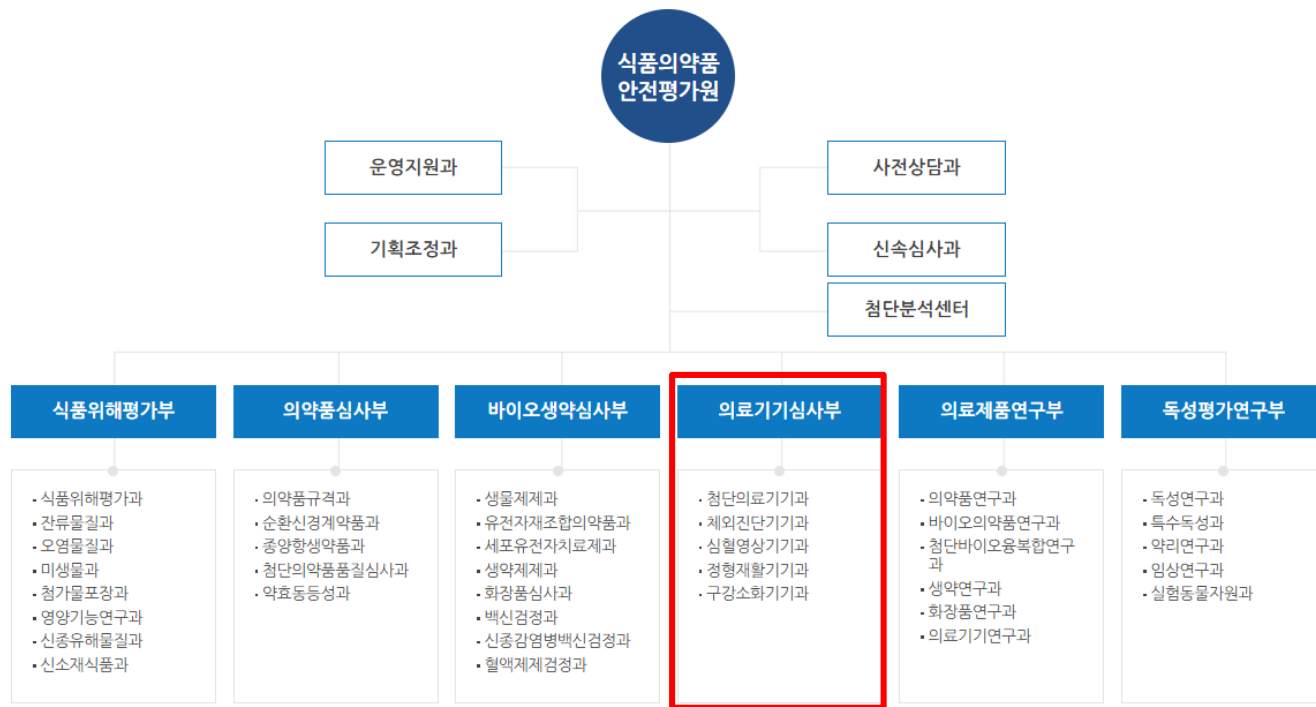 식품의약품
안전평가원
운영지원과
사전상담과
기획조정과
신속심사과
첨단분석센터
식품위해평가부
- 식품위해평가과
- 잔류물질과
- 오염물질과
- 미생물과
- 첨가물포장과
- 영양기능연구과
- 신종유해물질과
- 신소재식품과
의약품심사부
- 의약품규격과
- 순환신경계약품과
- 종양항생약품과
- 첨단의약품품질심사과
- 약효동등성과
바이오생약심사부
- 생물제제과
- 유전자재조합의약품과
- 세포유전자치료제과
- 생약제제과
- 화장품심사과
- 백신검정과
- 신종감염병백신검정과
- 혈액제제검정과
의료기기심사부
- 첨단의료기기과
- 체외진단기기과
- 심혈영상기기과
- 정형재활기기과
- 구강소화기기과
의료제품연구부
- 의약품연구과
- 바이오의약품연구과
- 첨단바이오융복합연구
과
- 생약연구과
- 화장품연구과
- 의료기기연구과
독성평가연구부
- 독성연구과
- 특수독성과
- 약리연구과
- 임상연구과
- 실험동물자원과